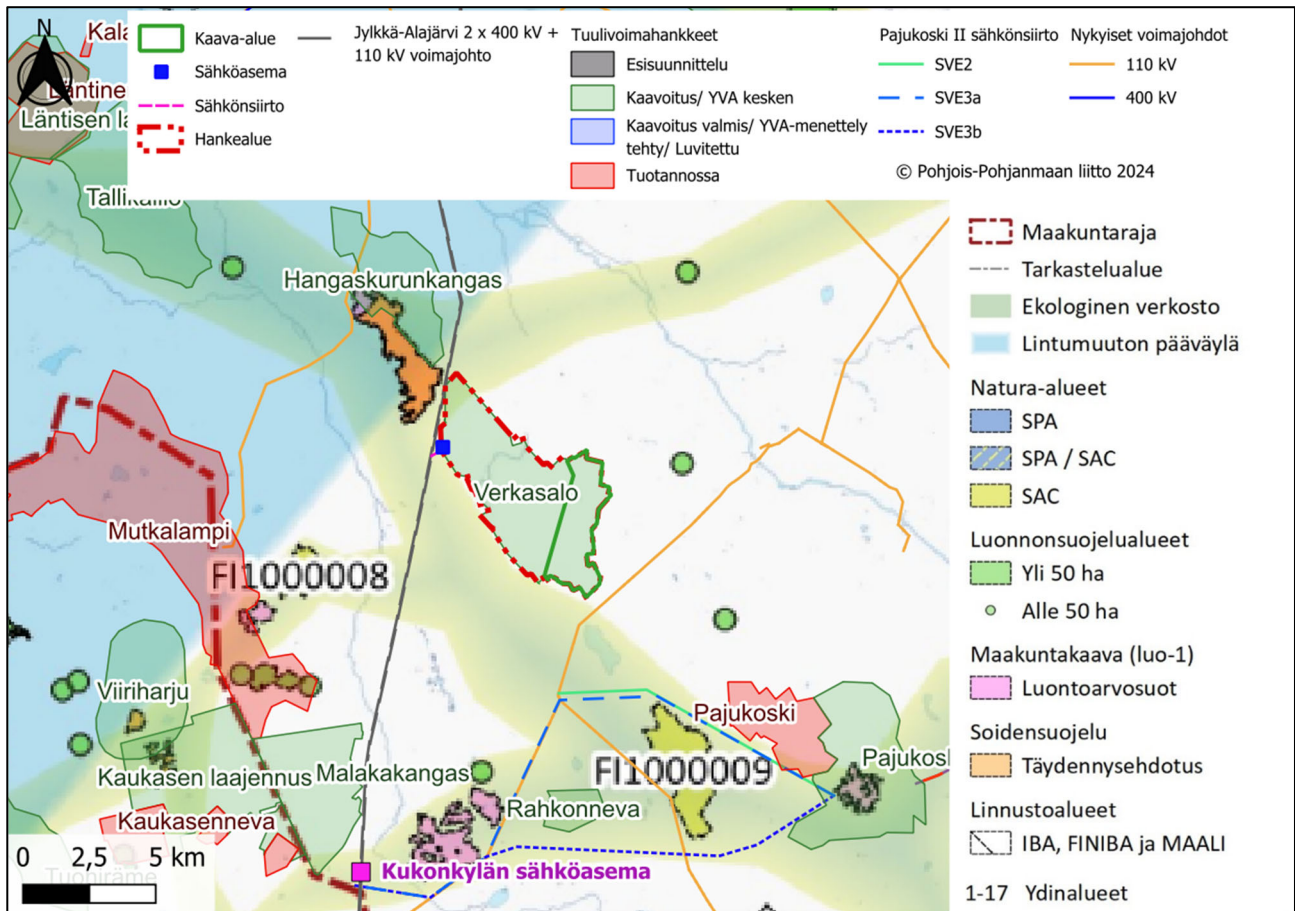 N
Kaava-alue
Sähköasema
Sähkönsiirto
Hankealue
Jylkkä-Alajärvi 2 x 400 kV +
110 kV voimajohto
Tuulivoimahankkeet
Esisuunnittelu
Kaavoitus/ YVA kesken
Kaavoitus valmis/ YVA-menettely
tehty/ Luvitettu
Tuotannossa
Pajukoski II sähkönsiirto
SVE2
SVE3a
SVE3b
Nykyiset voimajohdot
110 kV
400 kV
© Pohjois-Pohjanmaan liitto 2024
Maakuntaraja
Tarkastelualue
Ekologinen verkosto
Lintumuuton pääväylä
Natura-alueet
SPA
SPA / SAC
SAC
Luonnonsuojelualueet
Yli 50 ha
Alle 50 ha
Maakuntakaava (luo-1)
Luontoarvosuot
Soidensuojelu
Täydennysehdotus
Linnustoalueet
IBA, FINIBA ja MAALI
1-17 Ydinalueet
Kala
Läntine
Läntisen la
Tallikallio
Hangaskurunkangas
Verkasalo
Mutkalampi
FI1000008
Viiriharju
Kaukasen laajennus
Malakakangas
Kaukasenneva
Rahkonneva
Pajukoski
FI1000009
Pajukosk
Kukonkylän sähköasema
Tuohiräme
0 2,5 5 km